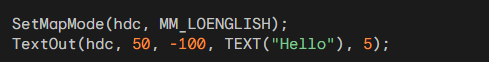 SetMapMode(hdc, MM_LOENGLISH);
TextOut(hdc, 50, -100, TEXT("Hello"), 5);